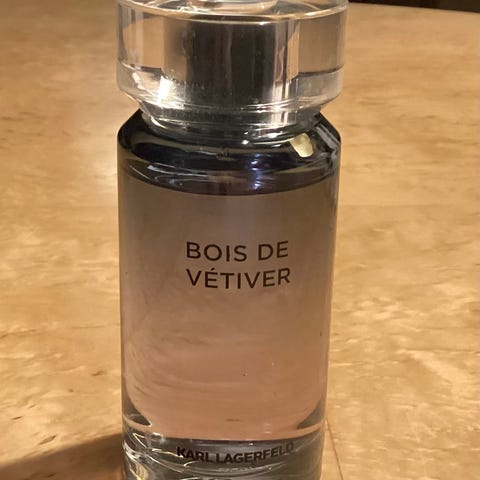 BOIS DE
VÉTIVER
KARL LAGERFELD